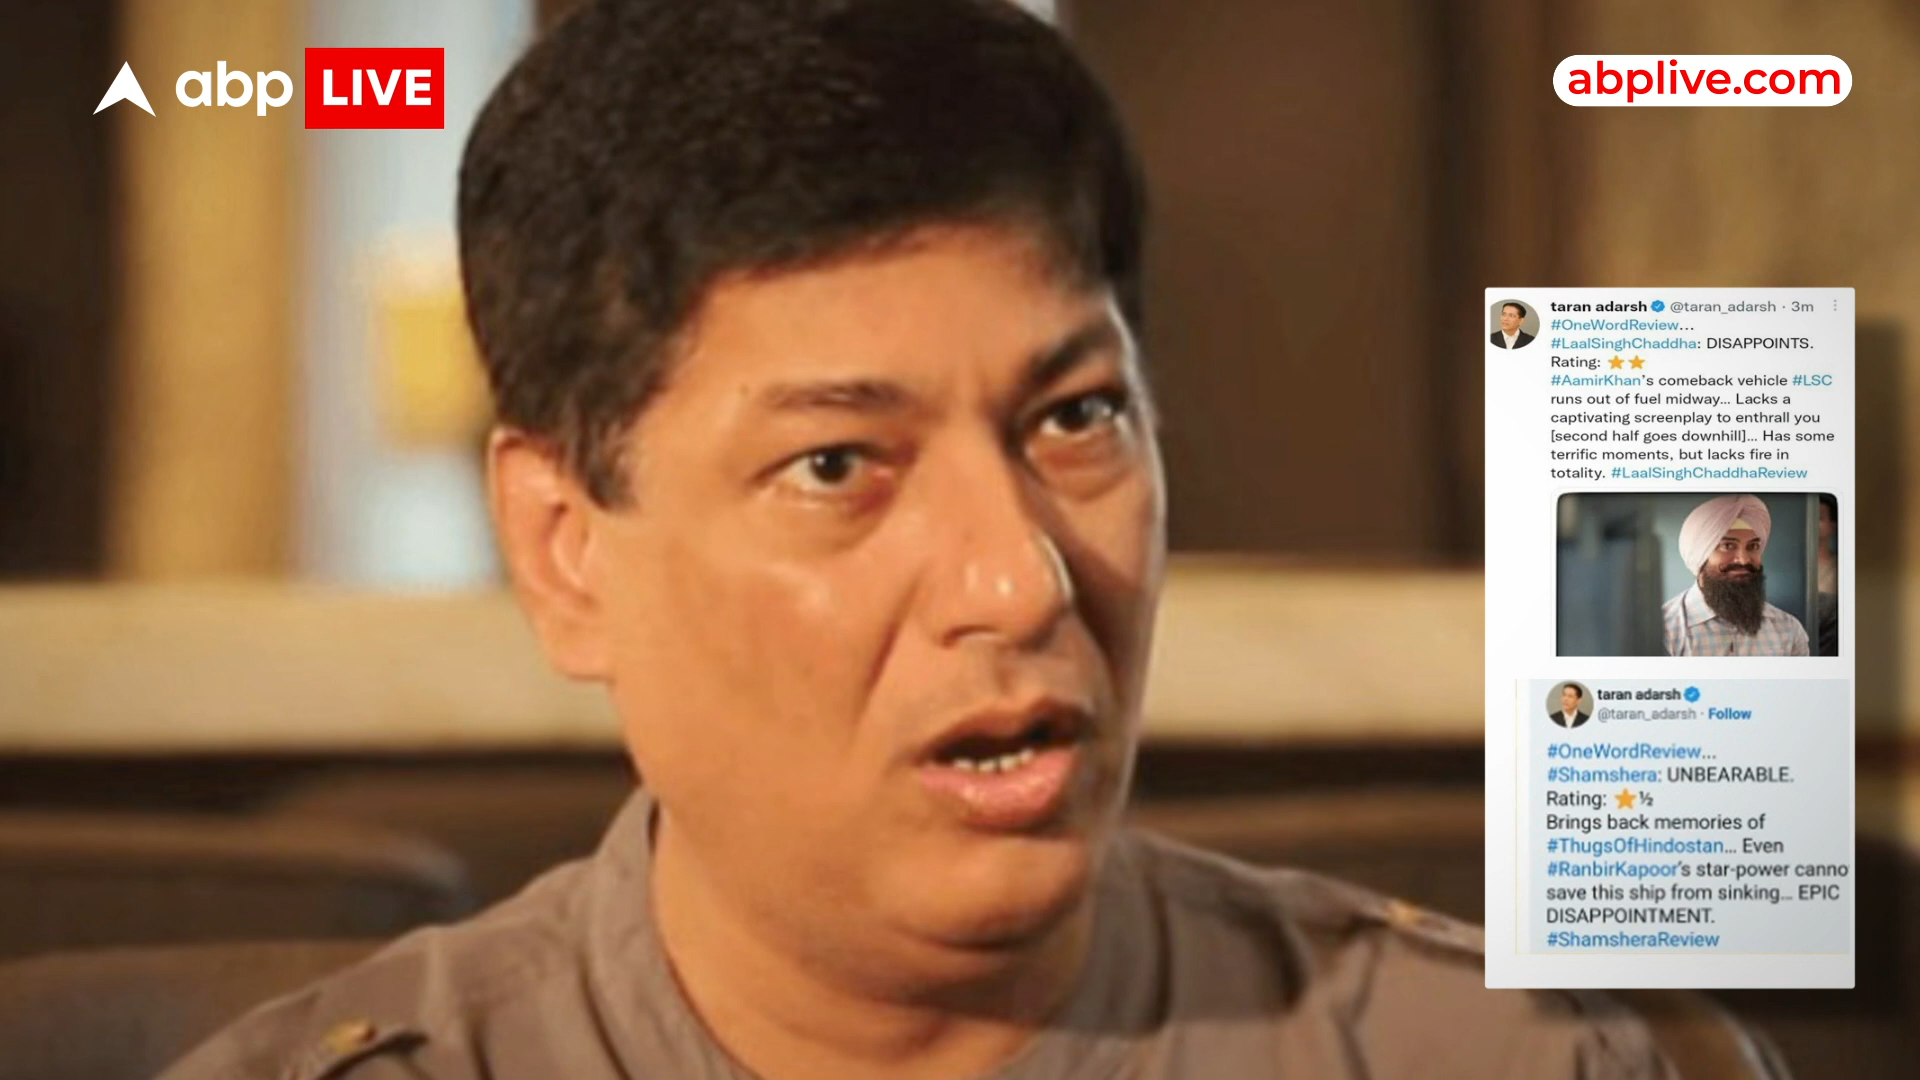 abp LIVE
abplive.com
taran adarsh @taran_adarsh · 3m
#OneWordReview...
#LaalSinghChaddha: DISAPPOINTS.
Rating: ⭐⭐
#AamirKhan's comeback vehicle #LSC
runs out of fuel midway... Lacks a
captivating screenplay to enthrall you
[second half goes downhill]... Has some
terrific moments, but lacks fire in
totality. #LaalSinghChaddhaReview
taran adarsh
@taran_adarsh · Follow
#OneWordReview...
#Shamshera: UNBEARABLE.
Rating: ⭐½
Brings back memories of
#ThugsOfHindostan... Even
#RanbirKapoor's star-power canno
save this ship from sinking... EPIC
DISAPPOINTMENT.
#ShamsheraReview